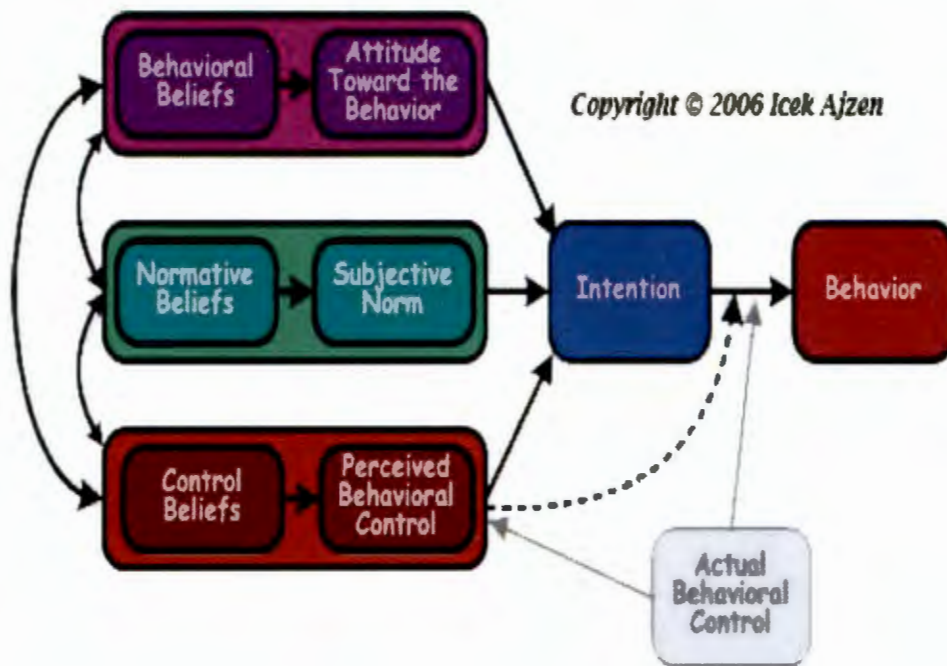 Behavioral
Beliefs
Attitude
Toward the
Behavior
Copyright © 2006 Icek Ajzen
Normative
Beliefs
Subjective
Norm
Intention
Behavior
Control
Beliefs
Perceived
Behavioral
Control
Actual
Behavioral
Control